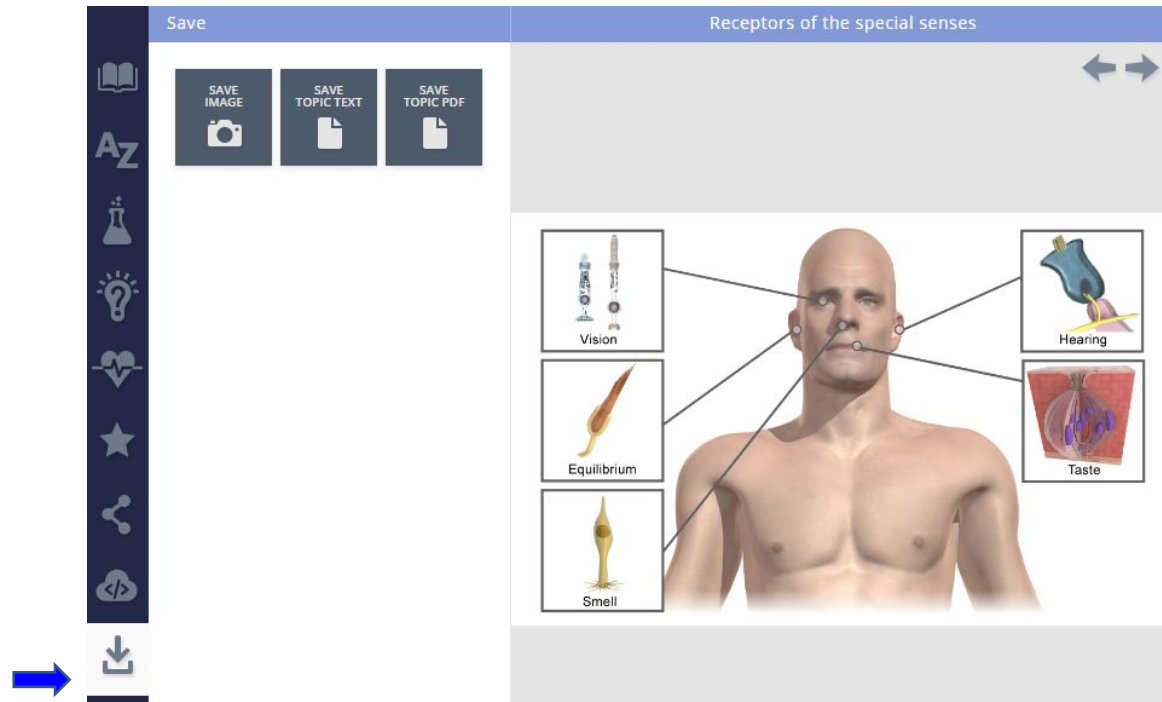 Save
Receptors of the special senses
SAVE
IMAGE
SAVE
TOPIC TEXT
SAVE
TOPIC PDF
AZ
?
</>
Vision
Equilibrium
Smell
Hearing
Taste